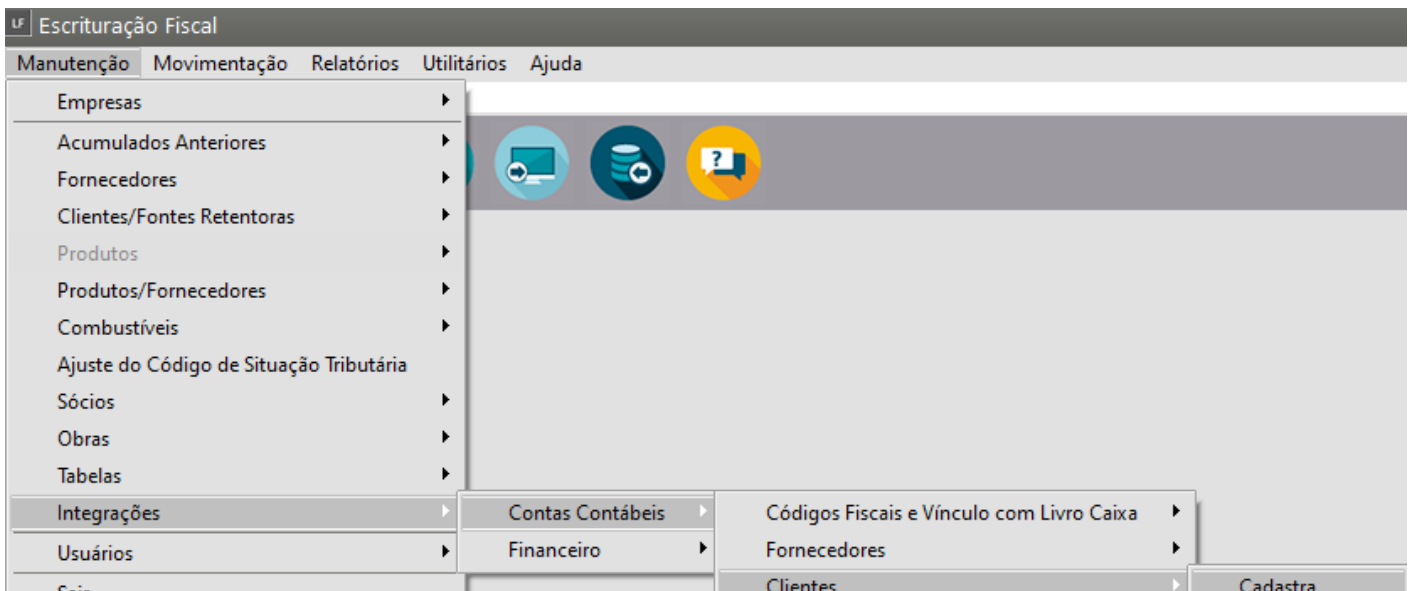 LF Escrituração Fiscal
Manutenção Movimentação Relatórios Utilitários Ajuda
Empresas
Acumulados Anteriores
?
Fornecedores
Clientes/Fontes Retentoras
Produtos
Produtos/Fornecedores
Combustíveis
Ajuste do Código de Situação Tributária
Sócios
Obras
Tabelas
Integrações Contas Contábeis Códigos Fiscais e Vínculo com Livro Caixa
Usuários Financeiro Fornecedores
Clientes Cadastra